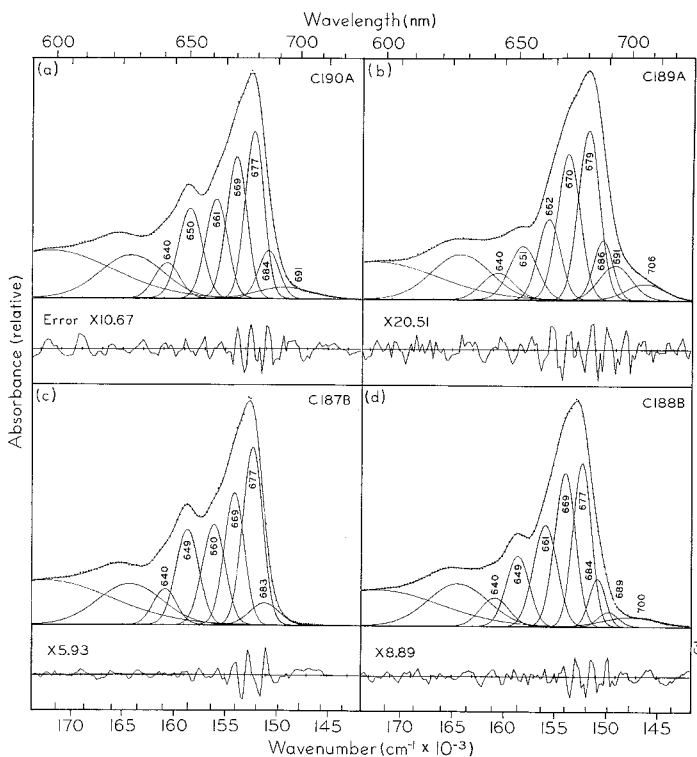 Wavelength (nm)
600 650 700 600 650 700
(a) C190A
640 650 661 669 677 684 691
Error X10.67
(b) C189A
640 651 662 670 679 686 691 706
X20.51
(c) C187B
640 649 660 669 677 683
X5.93
(d) C188B
640 649 661 669 677 684 689 700
X8.89
Absorbance (relative)
170 165 160 155 150 145 170 165 160 155 150 145
Wavenumber (cm⁻¹ x 10⁻³)